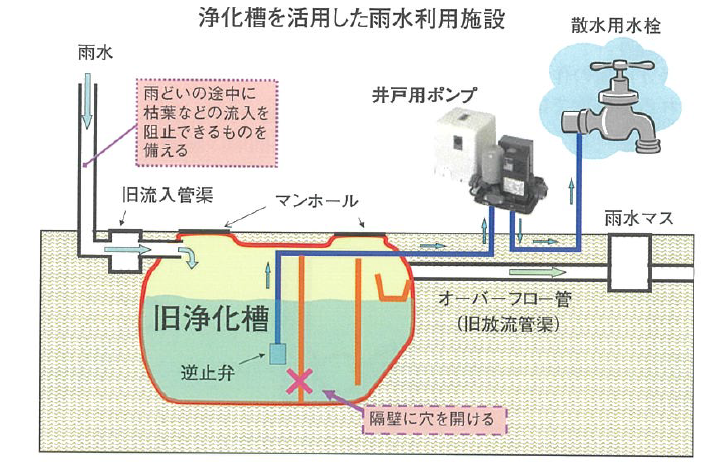 浄化槽を活用した雨水利用施設
散水用水栓
雨水
井戸用ポンプ
雨どいの途中に
枯葉などの流入を
阻止できるものを
備える
旧流入管渠
マンホール
雨水マス
オーバーフロー管
(旧放流管渠)
旧浄化槽
逆止弁
隔壁に穴を開ける